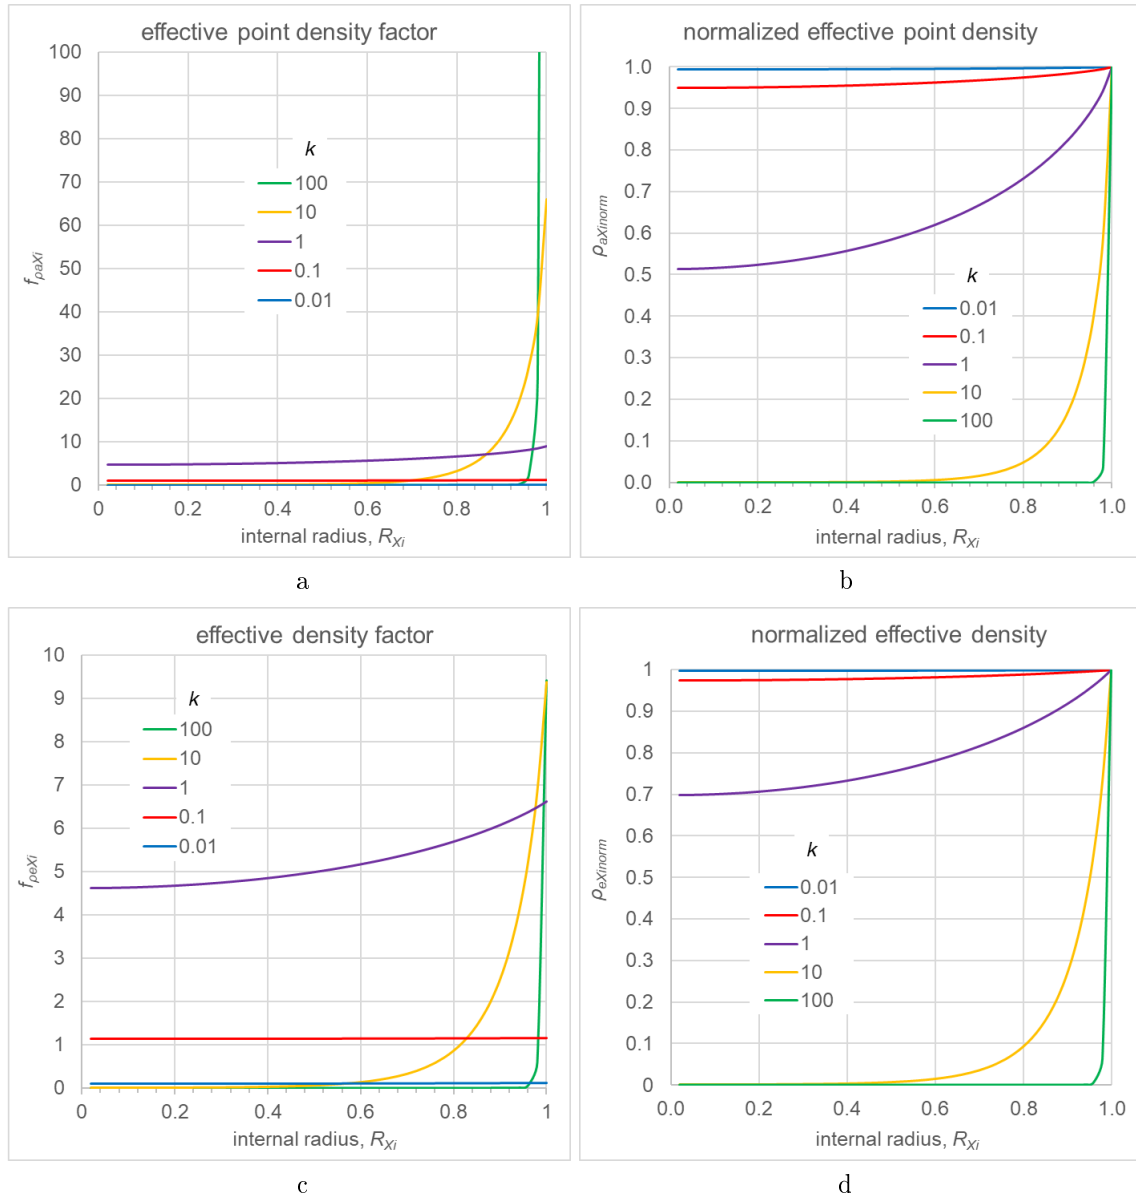 effective point density factor
100
90
80
70
60
50
40
30
20
10
0
f_ρaXi
k
100
10
1
0.1
0.01
0 0.2 0.4 0.6 0.8 1
internal radius, R_Xi
a
normalized effective point density
1.0
0.9
0.8
0.7
0.6
0.5
0.4
0.3
0.2
0.1
0.0
ρ_aXinorm
k
0.01
0.1
1
10
100
0.0 0.2 0.4 0.6 0.8 1.0
internal radius, R_Xi
b
effective density factor
10
9
8
7
6
5
4
3
2
1
0
f_ρeXi
k
100
10
1
0.1
0.01
0 0.2 0.4 0.6 0.8 1
internal radius, R_Xi
c
normalized effective density
1
0.9
0.8
0.7
0.6
0.5
0.4
0.3
0.2
0.1
0
ρ_eXinorm
k
0.01
0.1
1
10
100
0.0 0.2 0.4 0.6 0.8 1.0
internal radius, R_Xi
d